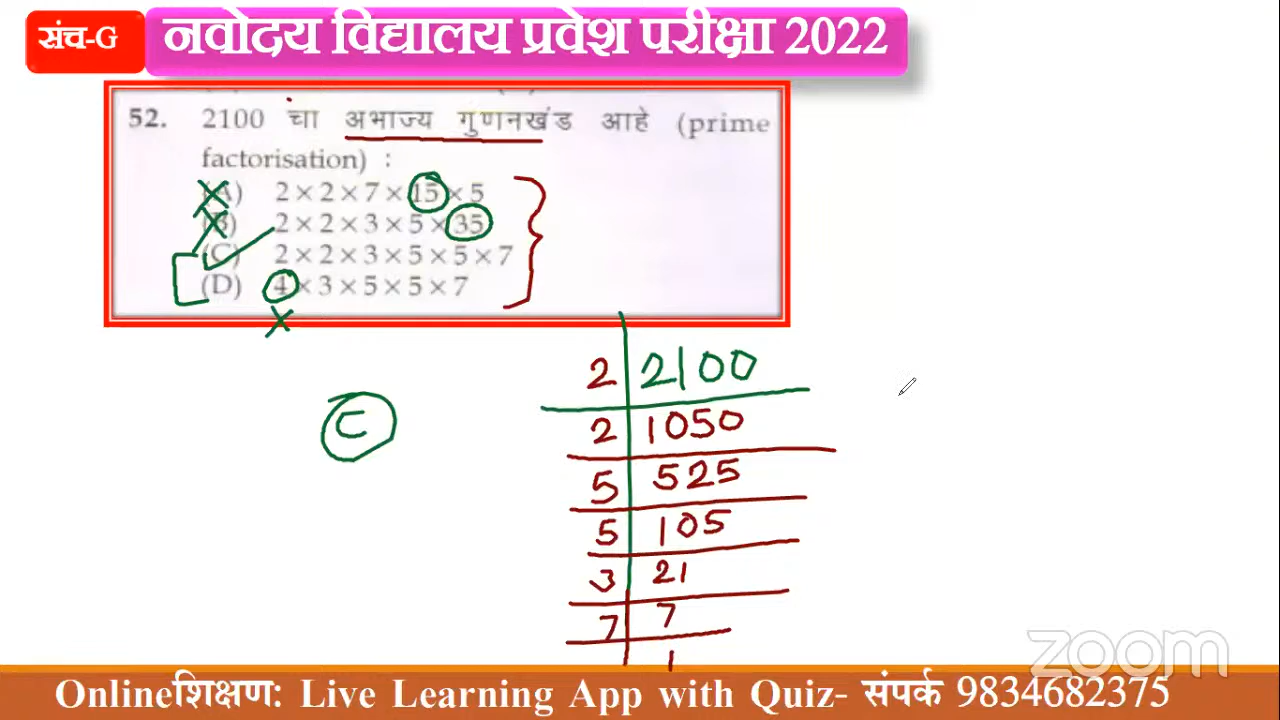 संच-G
नवोदय विद्यालय प्रवेश परीक्षा 2022
52. 2100 चा अभाज्य गुणनखंड आहे (prime
factorisation) :
(A) 2×2×7×15×5
(B) 2×2×3×5×35
(C) 2×2×3×5×5×7
(D) 4×3×5×5×7
C
2 2100
2 1050
5 525
5 105
3 21
7 7
1
zoom
Onlineशिक्षण: Live Learning App with Quiz- संपर्क 9834682375